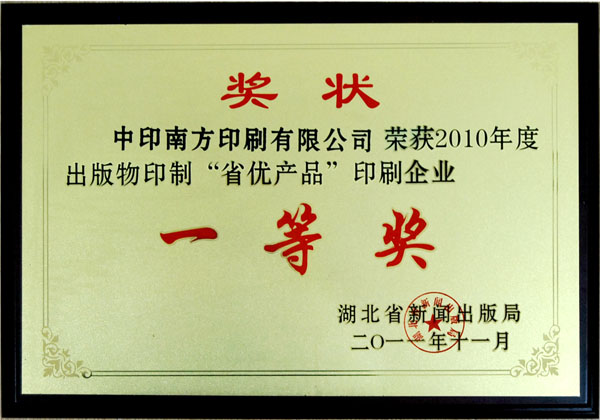 奖状
中印南方印刷有限公司 荣获2010年度
出版物印制“省优产品”印刷企业
一等奖
湖北省新闻出版局
二〇一一年十一月